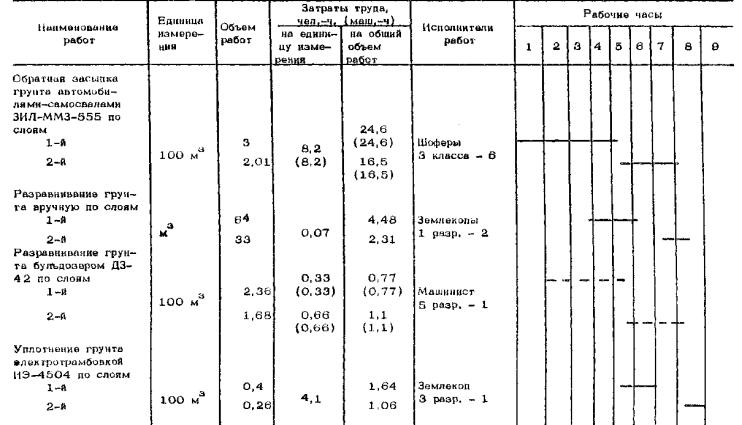 Наименование работ
Единица измерения
Объем работ
Затраты труда, чел.-ч. (маш.-ч)
на единицу измерения
на общий объем работ
Исполнители работ
Рабочие часы
1 2 3 4 5 6 7 8 9
Обратная засыпка
грунта автомоби-
лями-самосвалами
ЗИЛ-ММЗ-555 по
слоям 24,6
1-й 3 8,2 (24,6) Шоферы
2-й 100 м³ 2,01 (8,2) 16,5 3 класса - 6
(16,5)
Разравнивание грун-
та вручную по слоям
1-й м³ 64 0,07 4,48 Землекопы
2-й 33 2,31 1 разр. - 2
Разравнивание грун-
та бульдозером ДЗ-
42 по слоям 0,33 0,77
1-й 100 м³ 2,36 (0,33) (0,77) Машинист
2-й 1,68 0,66 1,1 5 разр. - 1
(0,66) (1,1)
Уплотнение грунта
электротрамбовкой
ИЭ-4504 по слоям
1-й 100 м³ 0,4 4,1 1,64 Землекоп
2-й 0,26 1.06 3 разр. - 1